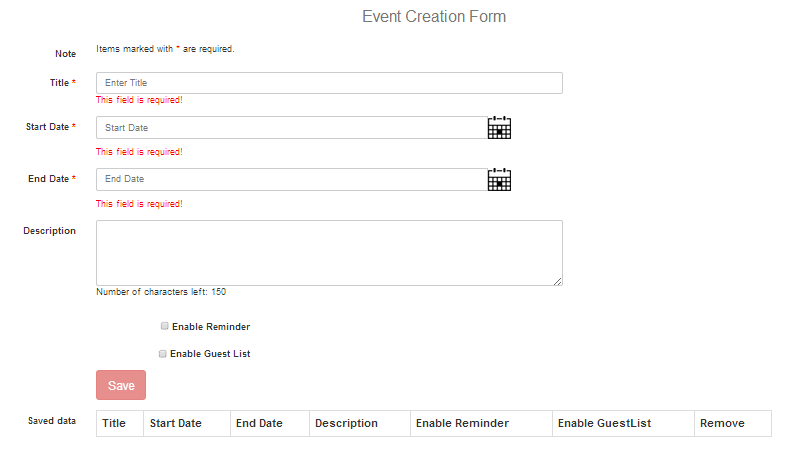 Event Creation Form
Note Items marked with * are required.
Title * Enter Title
This field is required!
Start Date * Start Date
This field is required!
End Date * End Date
This field is required!
Description
Number of characters left: 150
Enable Reminder
Enable Guest List
Save
Saved data Title Start Date End Date Description Enable Reminder Enable GuestList Remove